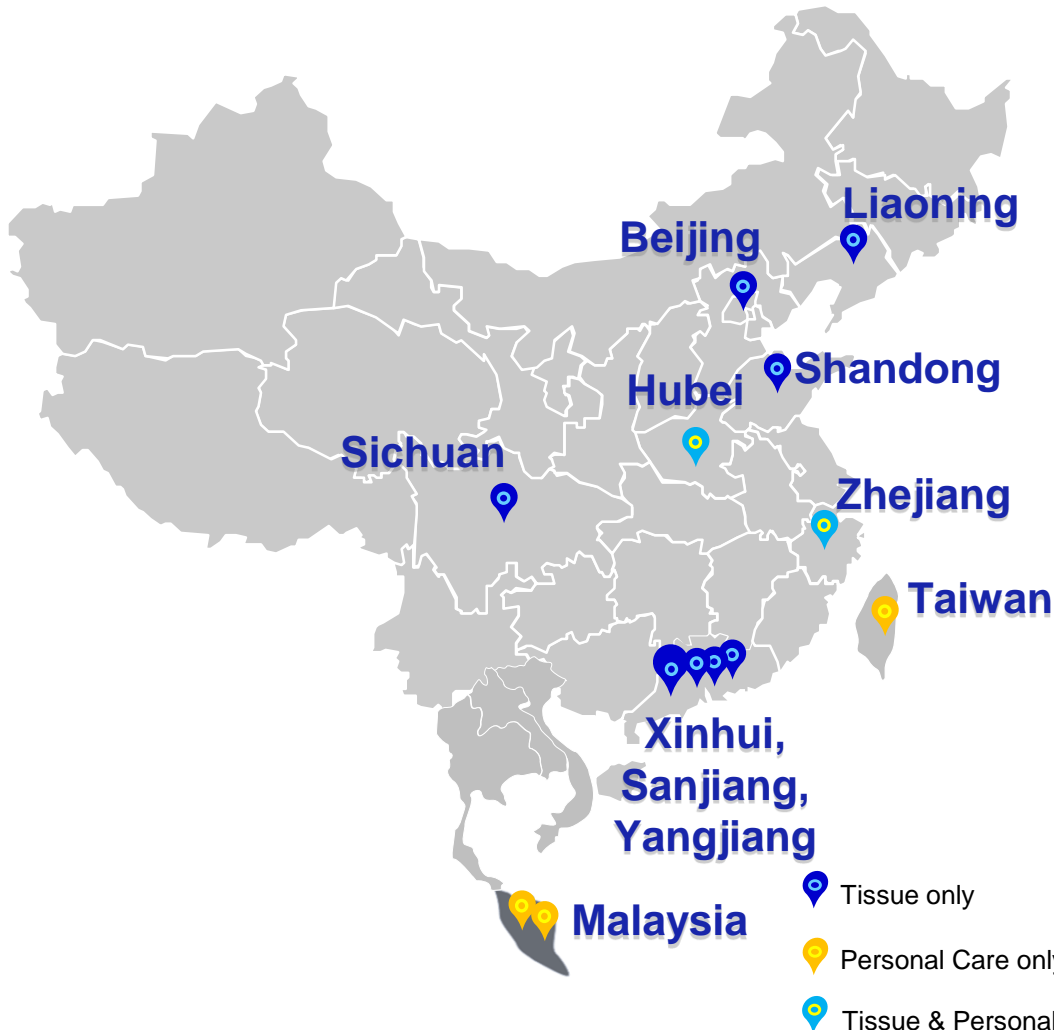 Liaoning
Beijing
Shandong
Hubei
Sichuan
Zhejiang
Taiwan
Xinhui,
Sanjiang,
Yangjiang
Malaysia
Tissue only
Personal Care only
Tissue & Personal